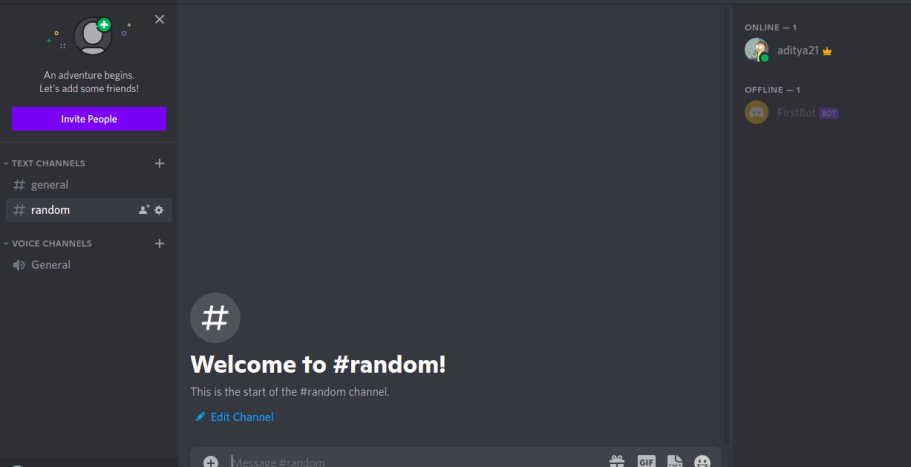 An adventure begins.
Let's add some friends!
Invite People
TEXT CHANNELS
general
random
VOICE CHANNELS
General
#
Welcome to #random!
This is the start of the #random channel.
Edit Channel
Message #random
GIF
ONLINE — 1
aditya21
OFFLINE — 1
FirstBot BOT